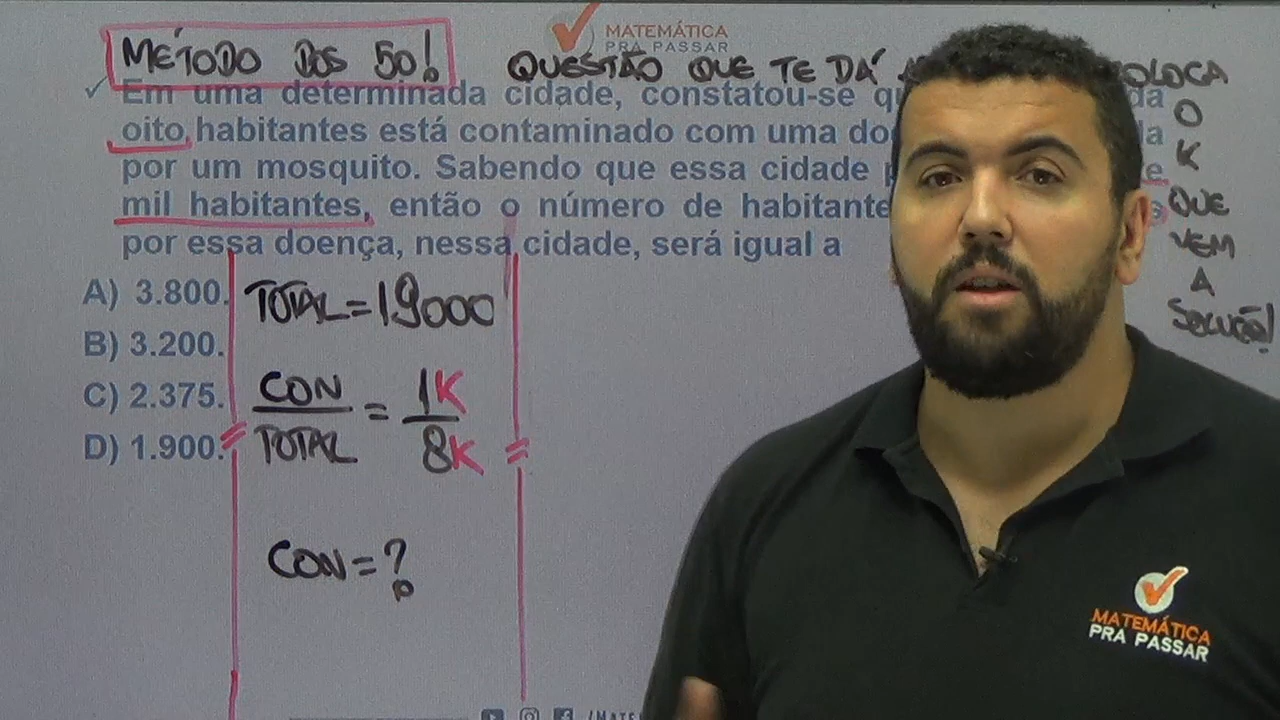 MATEMÁTICA
PRA PASSAR
MÉTODO DOS 50! QUESTÃO QUE TE DÁ OLOCA
Em uma determinada cidade, constatou-se da
oito habitantes está contaminado com uma
por um mosquito. Sabendo que essa cidade
mil habitantes, então o número de
por essa doença, nessa cidade, será igual a
O
K
QUE
VEM
A
SOLUÇÃO!
A) 3.800.
B) 3.200.
C) 2.375.
D) 1.900.
TOTAL = 19000
CON/TOTAL = 1K/8K
CON = ?
MATEMÁTICA
PRA PASSAR